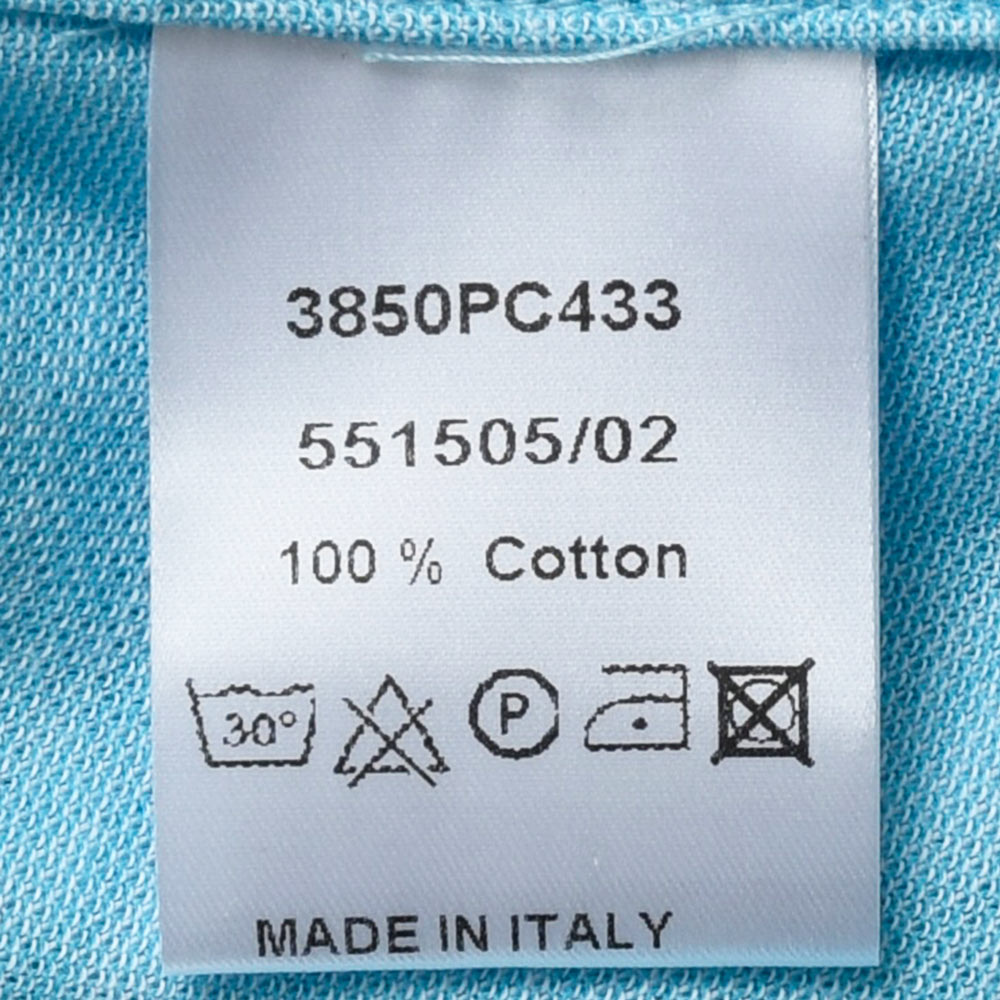 3850PC433
551505/02
100 % Cotton
30° P
MADE IN ITALY